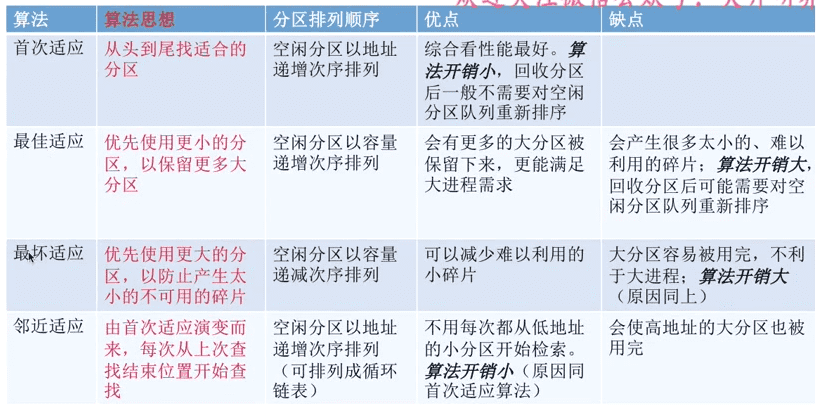 算法 算法思想 分区排列顺序 优点 缺点
首次适应 从头到尾找适合的 空闲分区以地址 综合看性能最好。算
分区 递增次序排列 法开销小，回收分区
后一般不需要对空闲
分区队列重新排序
最佳适应 优先使用更小的分 空闲分区以容量 会有更多的大分区被 会产生很多太小的、难以
区，以保留更多大 递增次序排列 保留下来，更能满足 利用的碎片；算法开销大，
分区 大进程需求 回收分区后可能需要对空
闲分区队列重新排序
最坏适应 优先使用更大的分 空闲分区以容量 可以减少难以利用的 大分区容易被用完，不利
区，以防止产生太 递减次序排列 小碎片 于大进程；算法开销大
小的不可用的碎片 （原因同上）
邻近适应 由首次适应演变而 空闲分区以地址 不用每次都从低地址 会使高地址的大分区也被
来，每次从上次查 递增次序排列 的小分区开始检索。 用完
找结束位置开始查 （可排列成循环 算法开销小（原因同
找 链表） 首次适应算法）